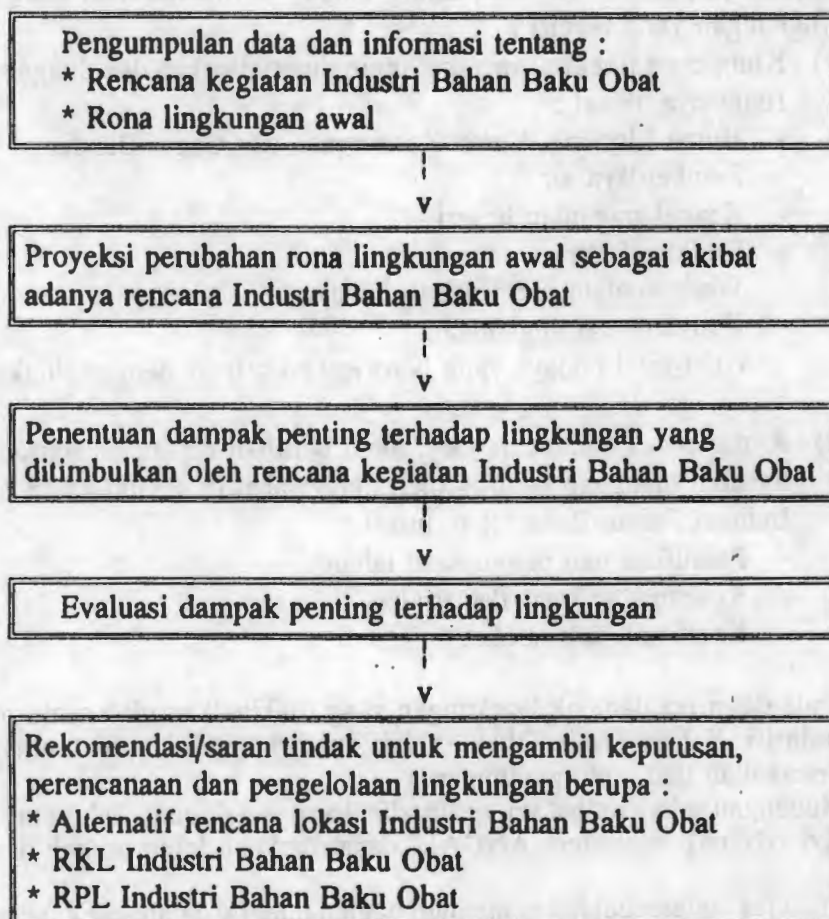 Pengumpulan data dan informasi tentang :
* Rencana kegiatan Industri Bahan Baku Obat
* Rona lingkungan awal
v
Proyeksi perubahan rona lingkungan awal sebagai akibat
adanya rencana Industri Bahan Baku Obat
v
Penentuan dampak penting terhadap lingkungan yang
ditimbulkan oleh rencana kegiatan Industri Bahan Baku Obat
v
Evaluasi dampak penting terhadap lingkungan
v
Rekomendasi/saran tindak untuk mengambil keputusan,
perencanaan dan pengelolaan lingkungan berupa :
* Alternatif rencana lokasi Industri Bahan Baku Obat
* RKL Industri Bahan Baku Obat
* RPL Industri Bahan Baku Obat